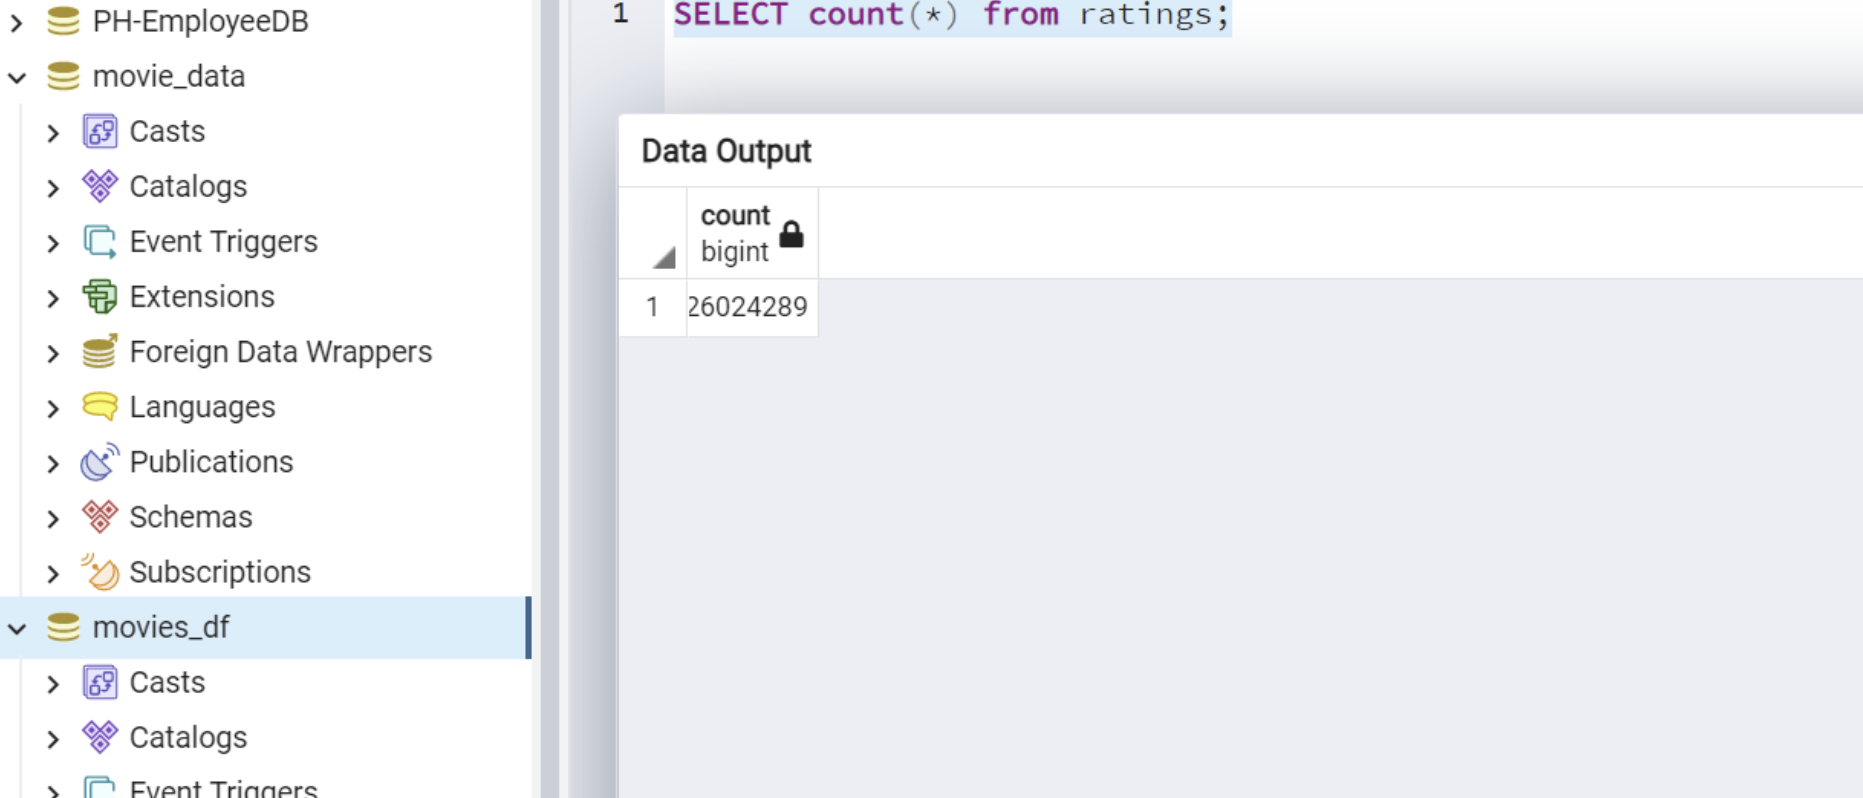 PH-EmployeeDB
movie_data
Casts
Catalogs
Event Triggers
Extensions
Foreign Data Wrappers
Languages
Publications
Schemas
Subscriptions
movies_df
Casts
Catalogs
Event Triggers
1 SELECT count(*) from ratings;
Data Output
count
bigint
1 26024289